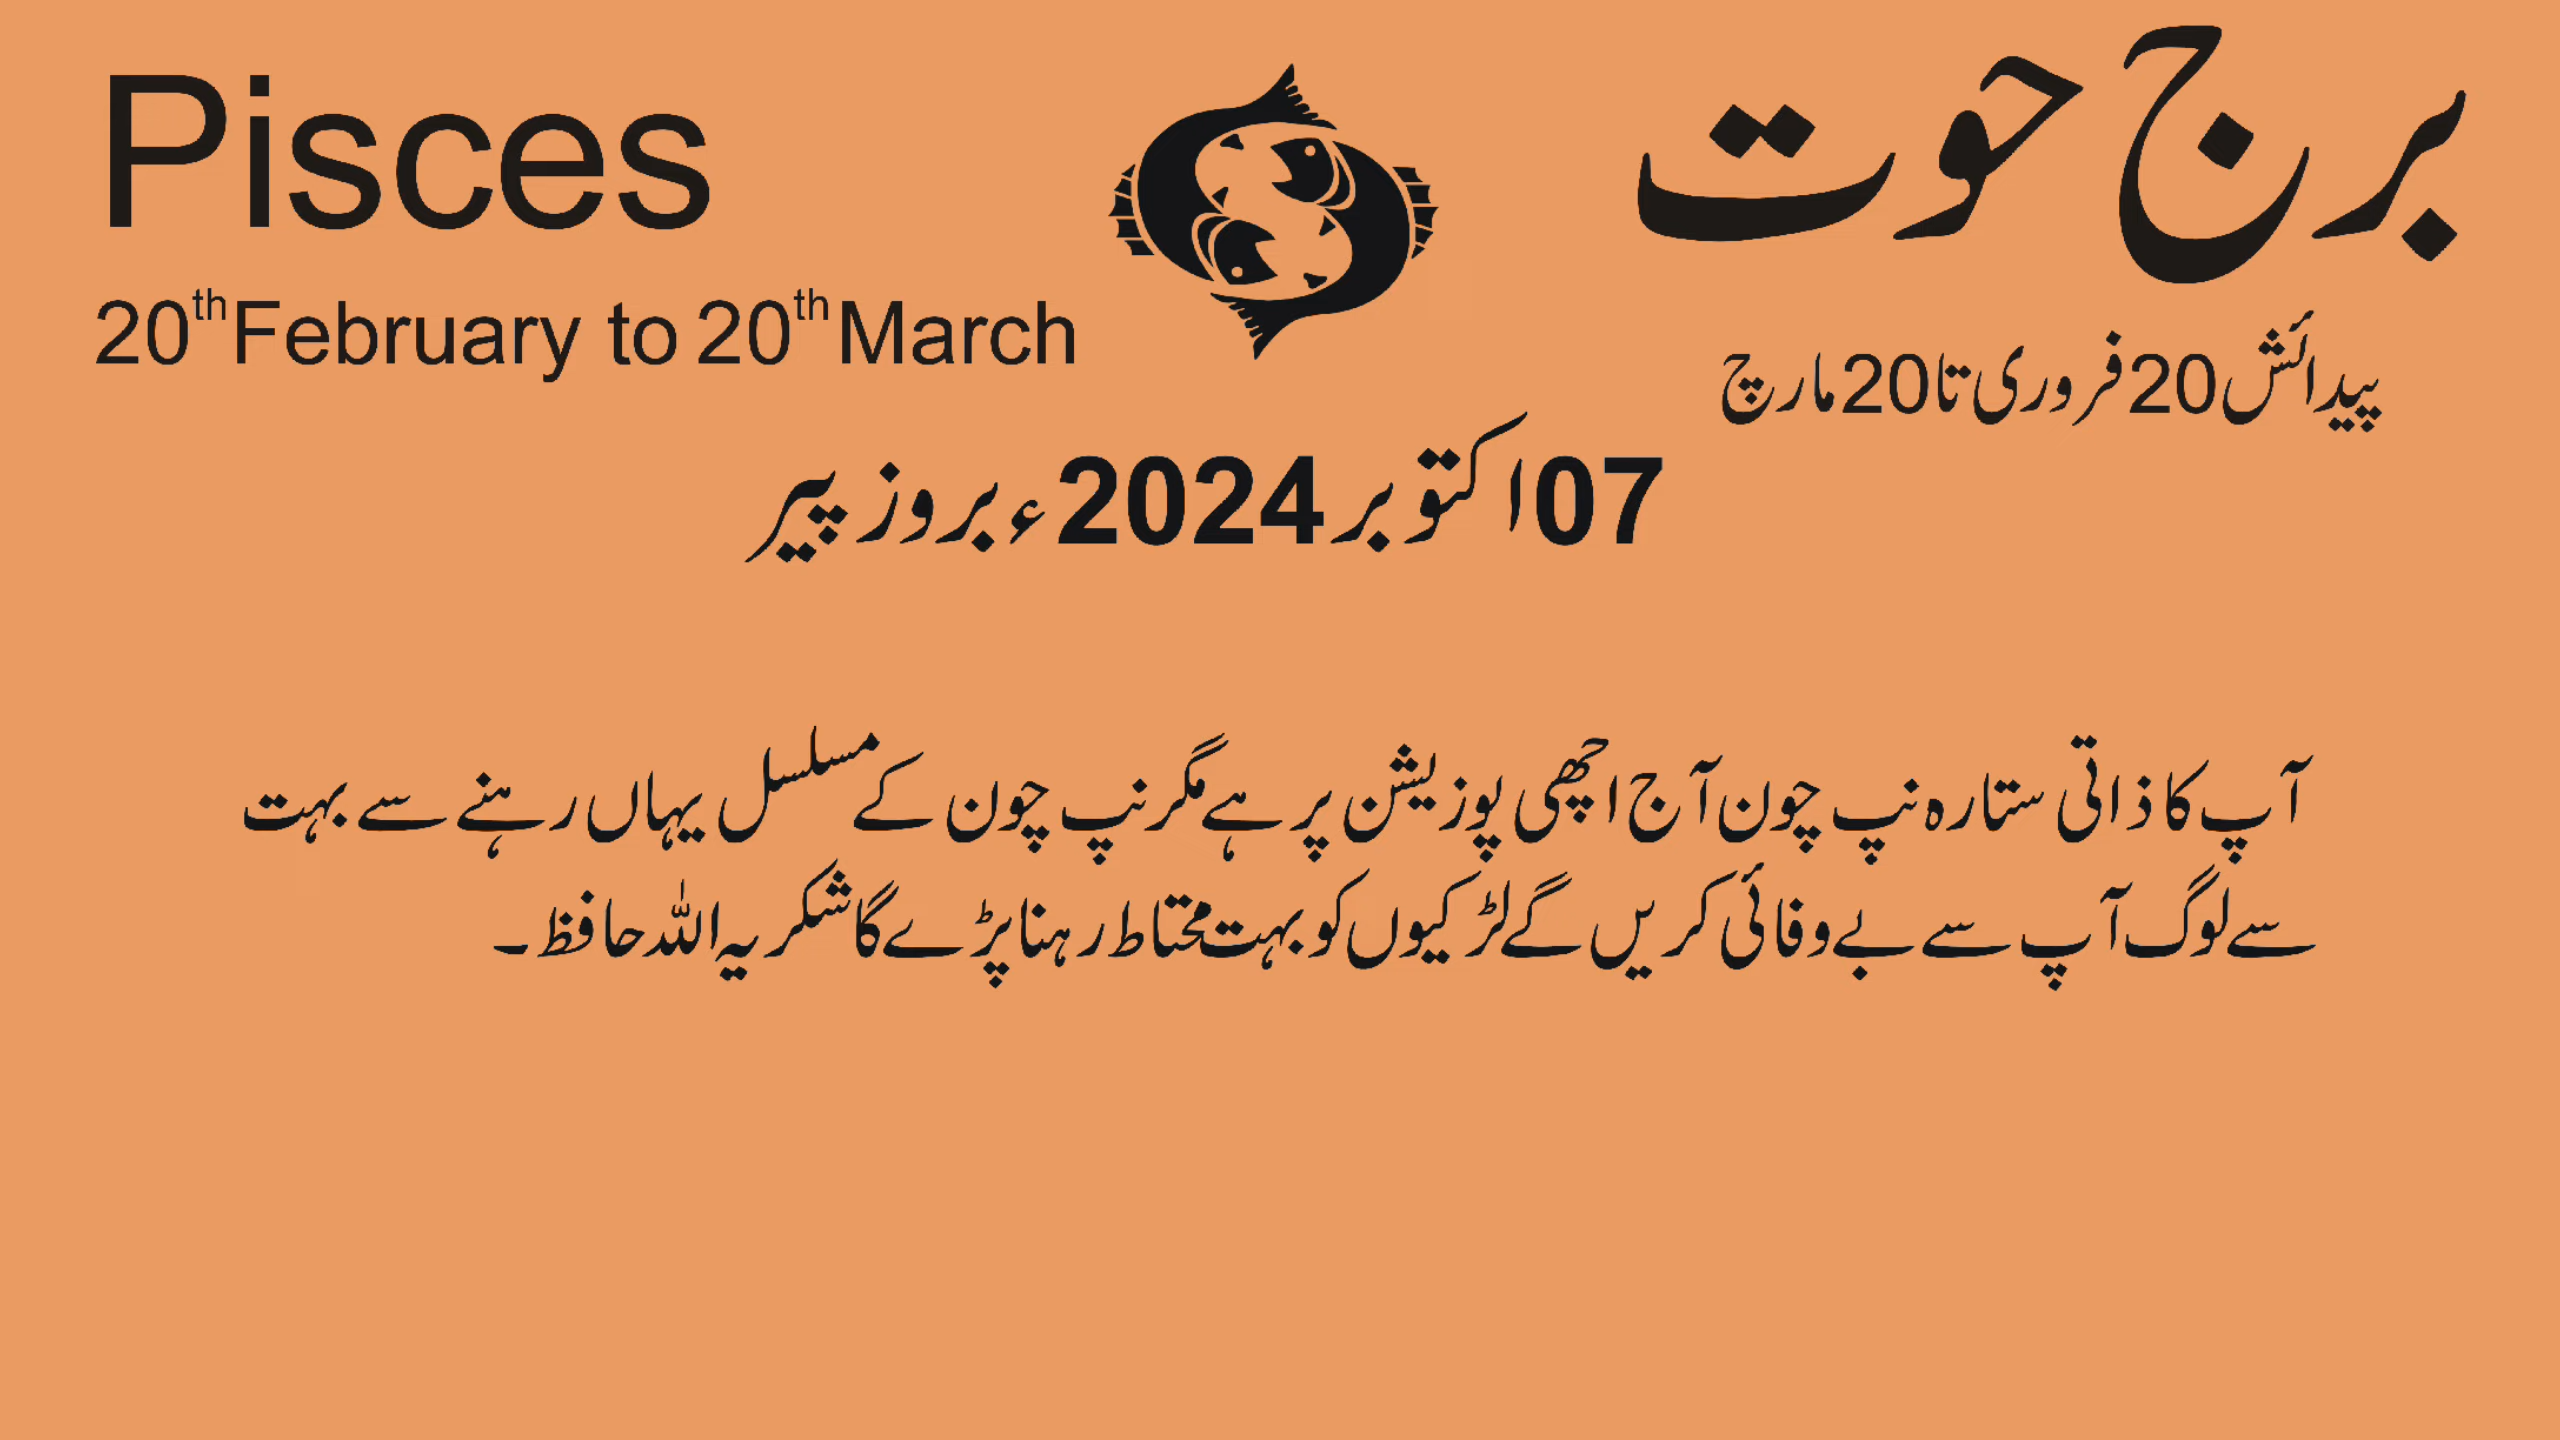 Pisces
برج حوت
20th February to 20th March
پیدائش 20 فروری تا 20 مارچ
07 اکتوبر 2024ء بروز پیر
آپ کا ذاتی ستارہ نپ چون آج اچھی پوزیشن پر ہے مگر نپ چون کے مسلسل یہاں رہنے سے بہت
سے لوگ آپ سے بے وفائی کریں گے لڑکیوں کو بہت محتاط رہنا پڑے گا شکریہ اللہ حافظ۔